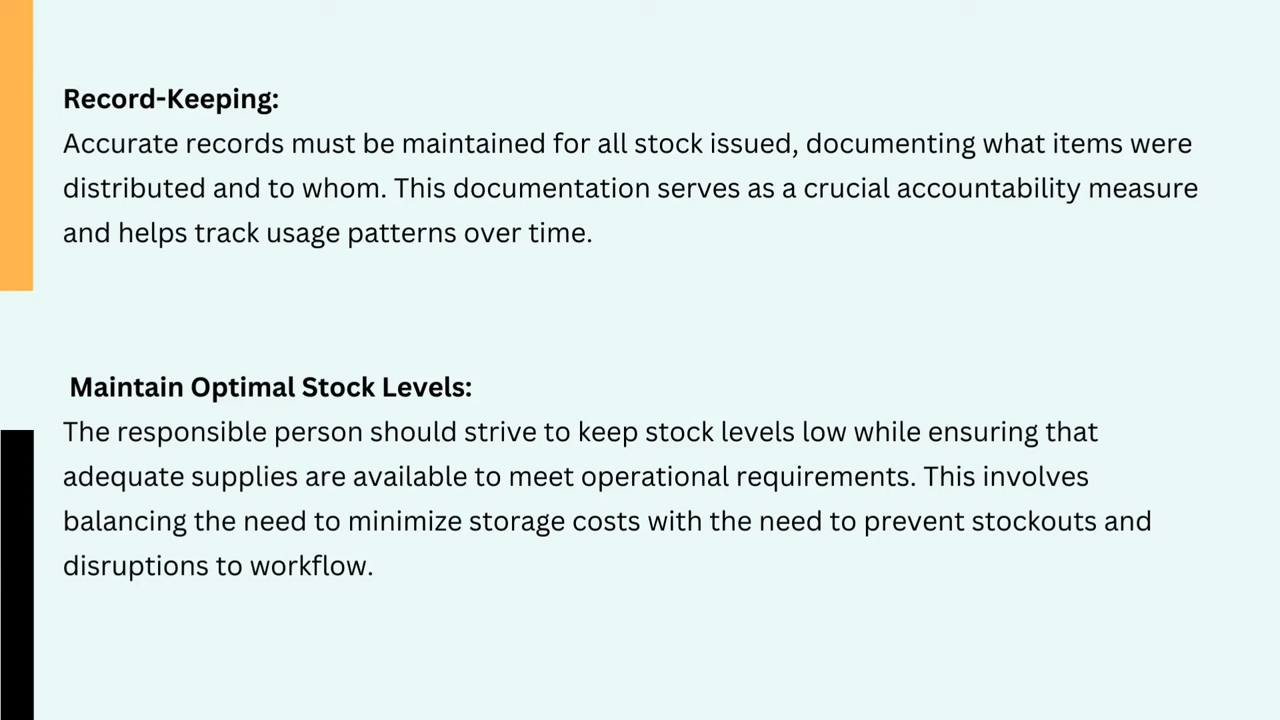 Record-Keeping:
Accurate records must be maintained for all stock issued, documenting what items were
distributed and to whom. This documentation serves as a crucial accountability measure
and helps track usage patterns over time.
Maintain Optimal Stock Levels:
The responsible person should strive to keep stock levels low while ensuring that
adequate supplies are available to meet operational requirements. This involves
balancing the need to minimize storage costs with the need to prevent stockouts and
disruptions to workflow.